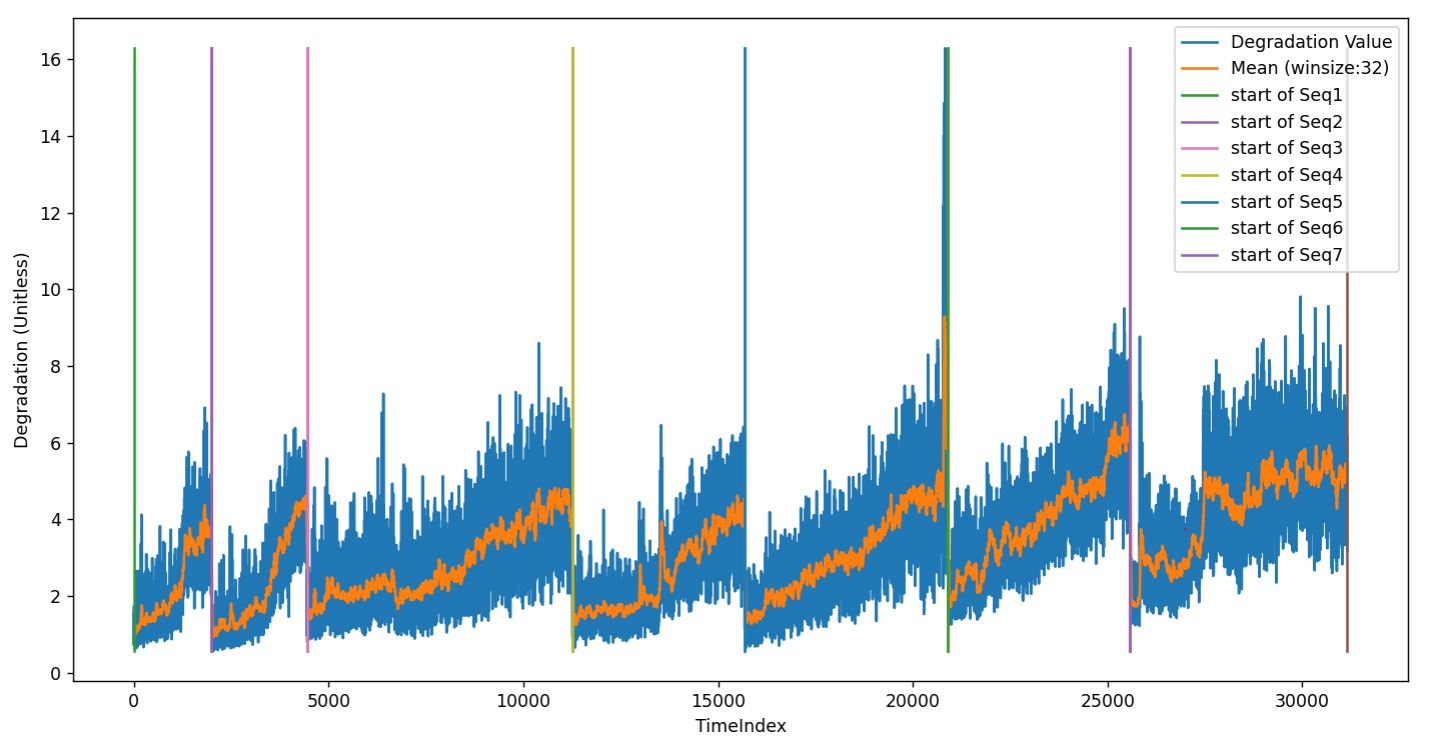 Degradation Value
Mean (winsize:32)
start of Seq1
start of Seq2
start of Seq3
start of Seq4
start of Seq5
start of Seq6
start of Seq7
16
14
12
10
8
6
4
2
0
Degradation (Unitless)
0 5000 10000 15000 20000 25000 30000
TimeIndex